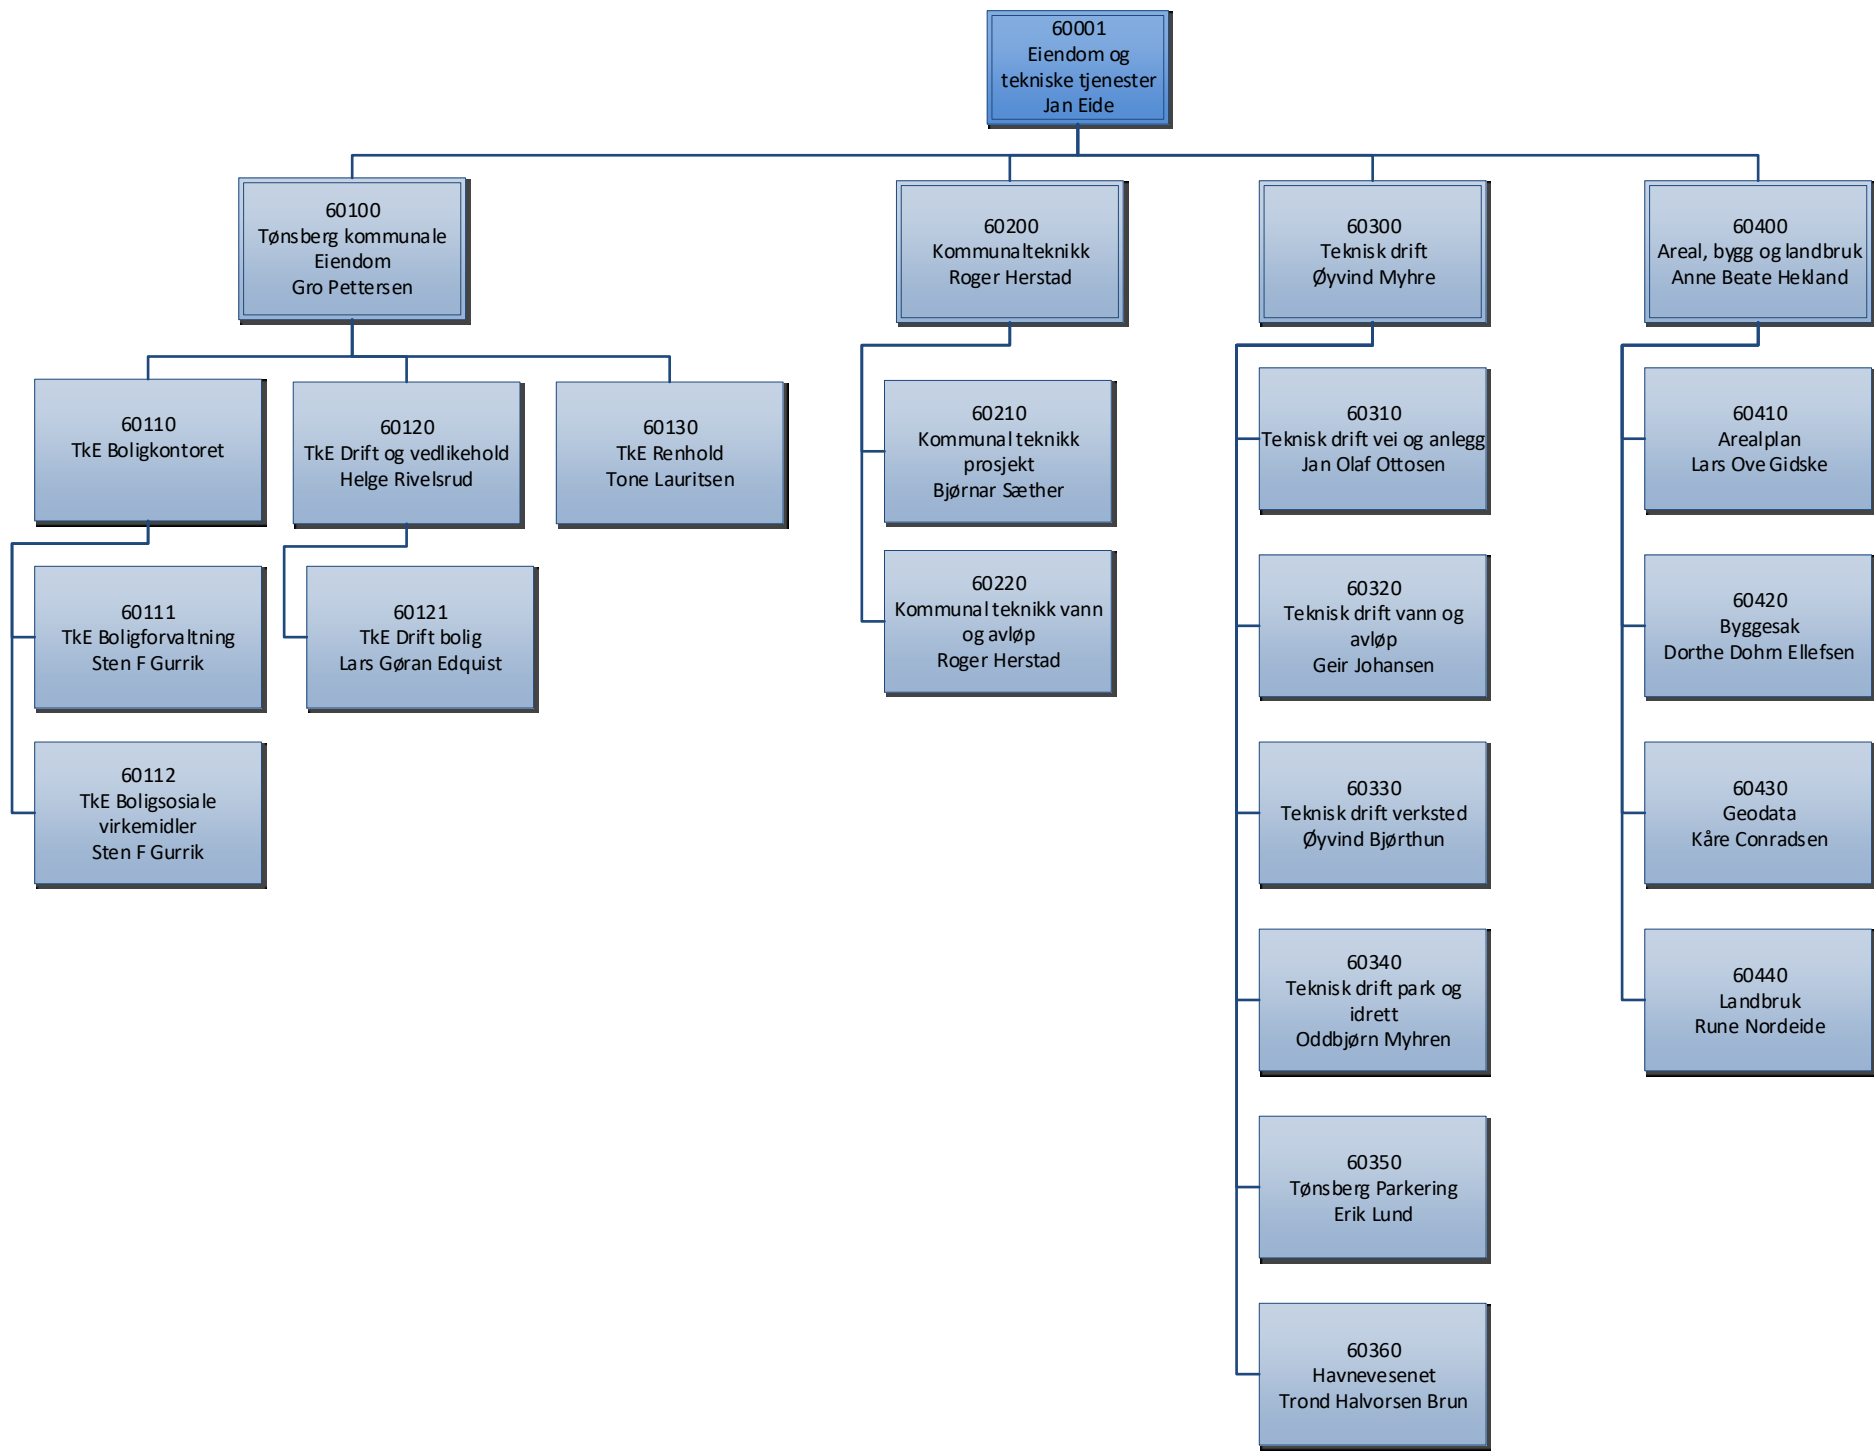 60001
Eiendom og
tekniske tjenester
Jan Eide
60100
Tønsberg kommunale
Eiendom
Gro Pettersen
60200
Kommunalteknikk
Roger Herstad
60300
Teknisk drift
Øyvind Myhre
60400
Areal, bygg og landbruk
Anne Beate Hekland
60110
TkE Boligkontoret
60120
TkE Drift og vedlikehold
Helge Rivelsrud
60130
TkE Renhold
Tone Lauritsen
60210
Kommunal teknikk
prosjekt
Bjørnar Sæther
60310
Teknisk drift vei og anlegg
Jan Olaf Ottosen
60410
Arealplan
Lars Ove Gidske
60111
TkE Boligforvaltning
Sten F Gurrik
60121
TkE Drift bolig
Lars Gøran Edquist
60220
Kommunal teknikk vann
og avløp
Roger Herstad
60320
Teknisk drift vann og
avløp
Geir Johansen
60420
Byggesak
Dorthe Dohm Ellefsen
60112
TkE Boligsosiale
virkemidler
Sten F Gurrik
60330
Teknisk drift verksted
Øyvind Bjørthun
60430
Geodata
Kåre Conradsen
60340
Teknisk drift park og
idrett
Oddbjørn Myhren
60440
Landbruk
Rune Nordeide
60350
Tønsberg Parkering
Erik Lund
60360
Havnevesenet
Trond Halvorsen Brun